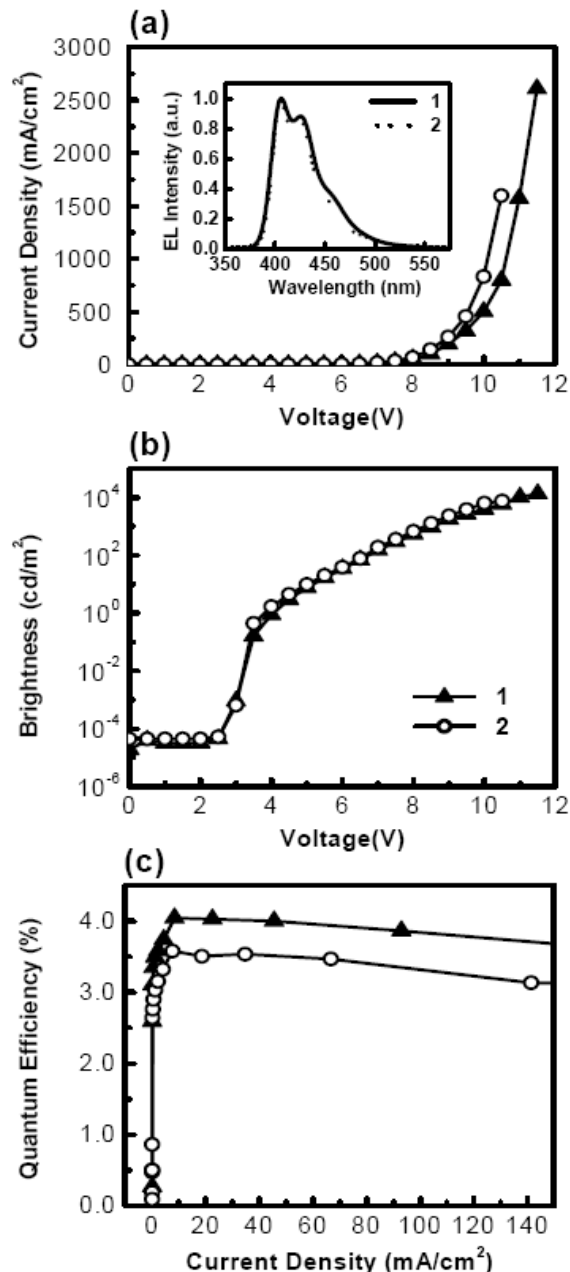 (a)
3000
2500
2000
1500
1000
500
0
Current Density (mA/cm²)
1.0
0.8
0.6
0.4
0.2
0.0
EL Intensity (a.u.)
1
2
350 400 450 500 550
Wavelength (nm)
0 2 4 6 8 10 12
Voltage(V)
(b)
10⁴
10²
10⁰
10⁻²
10⁻⁴
10⁻⁶
Brightness (cd/m²)
1
2
0 2 4 6 8 10 12
Voltage(V)
(c)
4.0
3.0
2.0
1.0
0.0
Quantum Efficiency (%)
0 20 40 60 80 100 120 140
Current Density (mA/cm²)